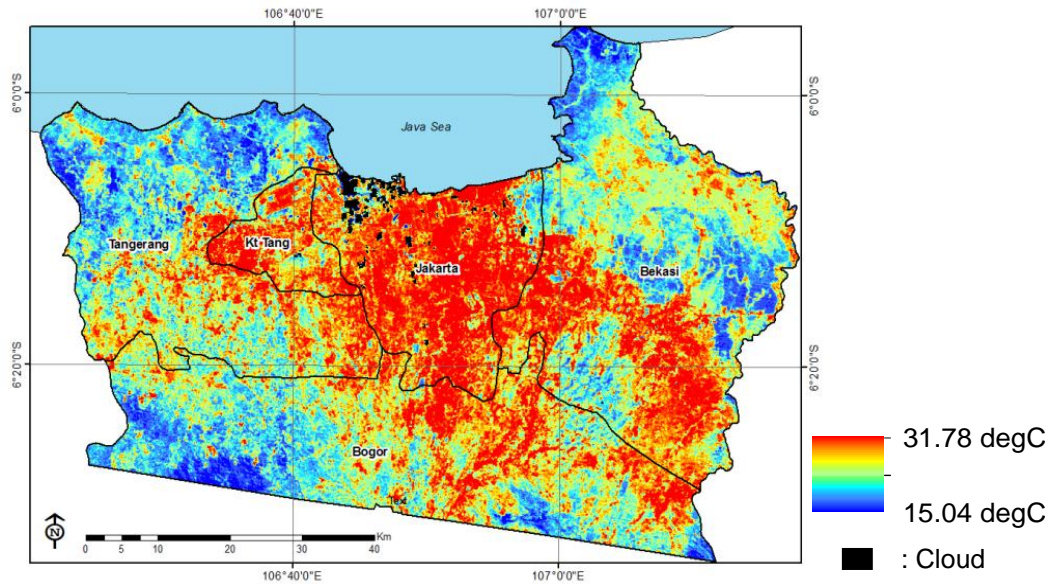 106°40'0"E 107°0'0"E
6°0'0"S 6°0'0"S
Java Sea
Tangerang Kt Tang Jakarta Bekasi
6°20'0"S 6°20'0"S
Bogor
Text
N
0 5 10 20 30 40 Km
106°40'0"E 107°0'0"E
31.78 degC
15.04 degC
: Cloud